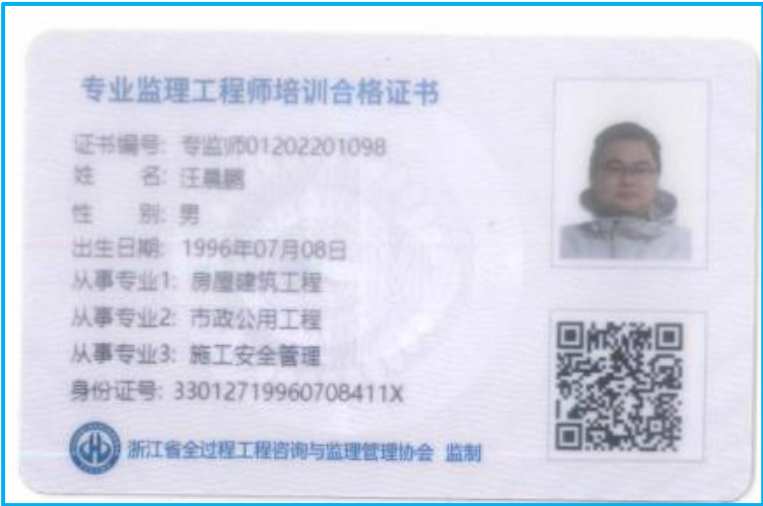 专业监理工程师培训合格证书
证书编号: 专监师01202201098
姓 名: 汪晨鹏
性 别: 男
出生日期: 1996年07月08日
从事专业1: 房屋建筑工程
从事专业2: 市政公用工程
从事专业3: 施工安全管理
身份证号: 33012719960708411X
浙江省全过程工程咨询与监理管理协会 监制